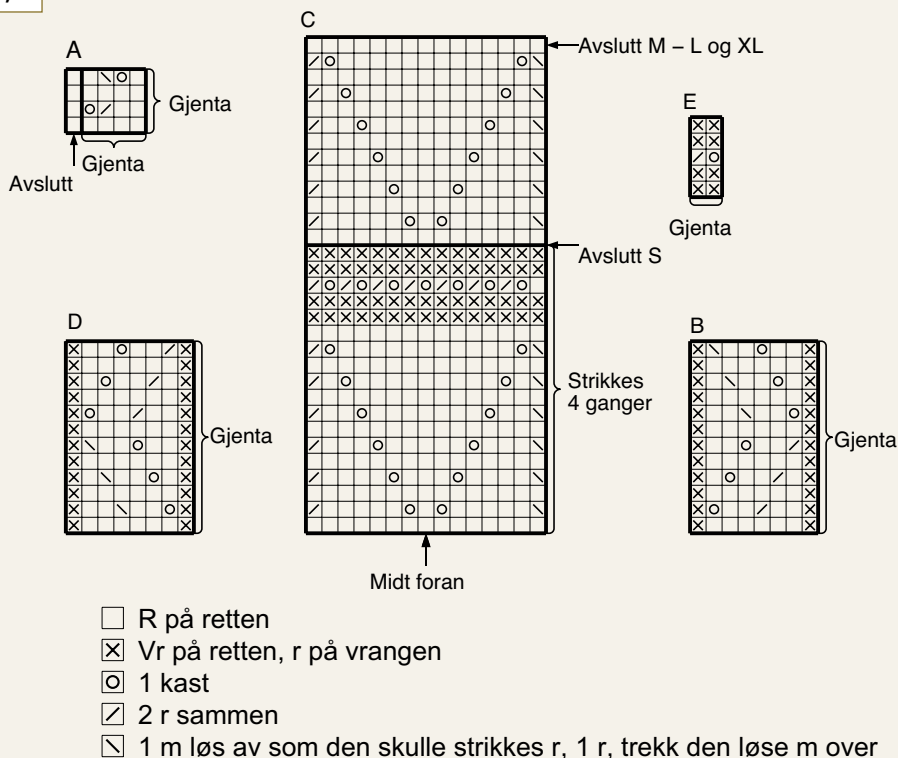 C
Avslutt M – L og XL
A
Gjenta
Gjenta
Avslutt
E
Gjenta
Avslutt S
D
Gjenta
Strikkes
4 ganger
B
Gjenta
Midt foran
R på retten
Vr på retten, r på vrangen
1 kast
2 r sammen
1 m løs av som den skulle strikkes r, 1 r, trekk den løse m over